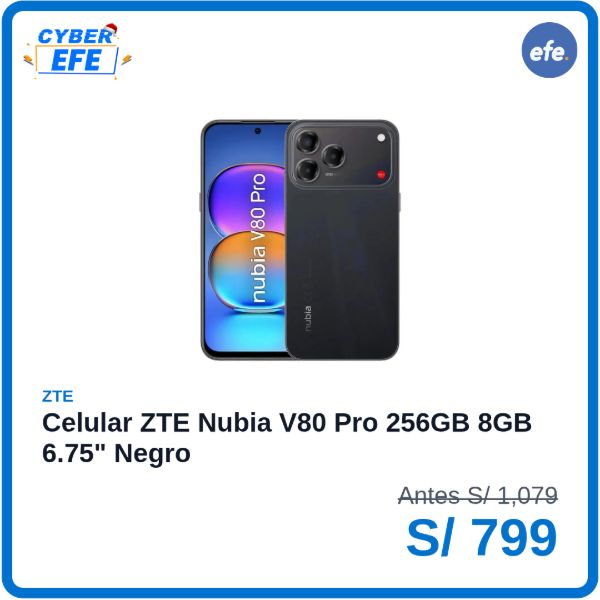 CYBER
EFE
efe.
nubia V80 Pro
nubia
ZTE
Celular ZTE Nubia V80 Pro 256GB 8GB
6.75" Negro
Antes S/ 1,079
S/ 799